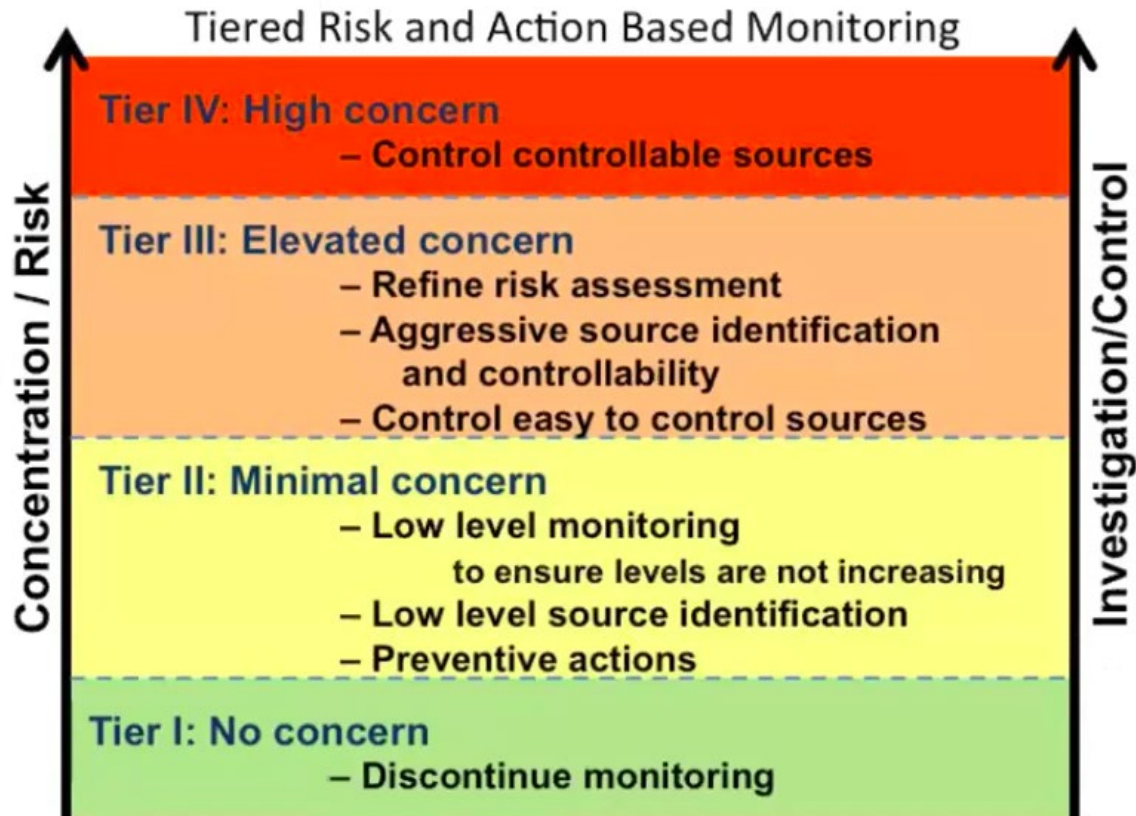 Tiered Risk and Action Based Monitoring
Concentration / Risk
Tier IV: High concern
– Control controllable sources
Tier III: Elevated concern
– Refine risk assessment
– Aggressive source identification
and controllability
– Control easy to control sources
Tier II: Minimal concern
– Low level monitoring
to ensure levels are not increasing
– Low level source identification
– Preventive actions
Tier I: No concern
– Discontinue monitoring
Investigation/Control